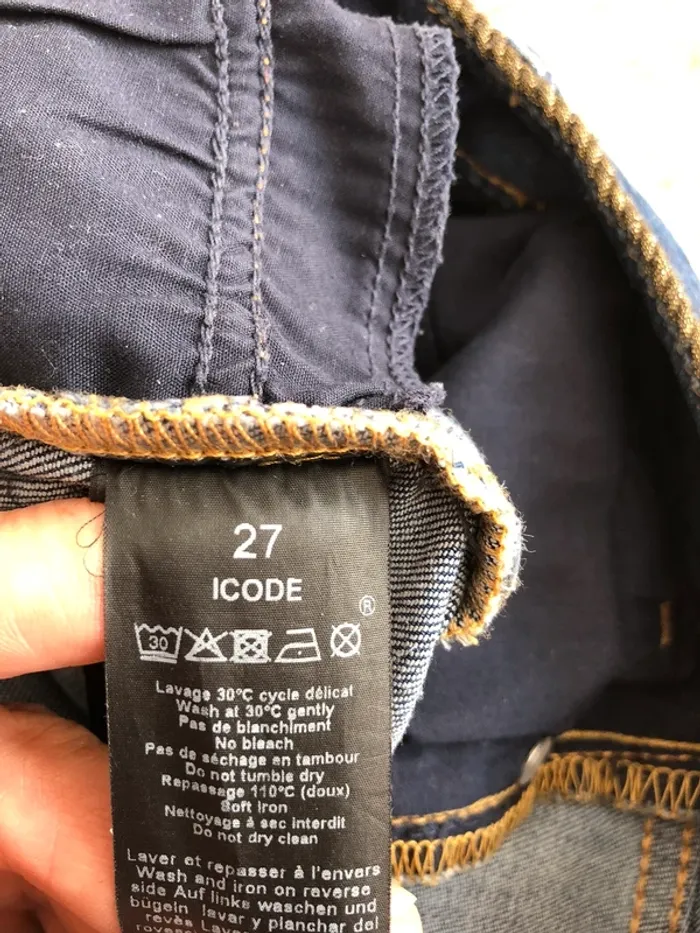 27
ICODE
®
30
Lavage 30°C cycle délicat
Wash at 30°C gently
Pas de blanchiment
No bleach
Pas de séchage en tambour
Do not tumble dry
Repassage 110°C (doux)
Soft Iron
Nettoyage à sec interdit
Do not dry clean
Laver et repasser à l'envers
Wash and iron on reverse
side Auf links waschen und
bügeln lavar y planchar del
revés